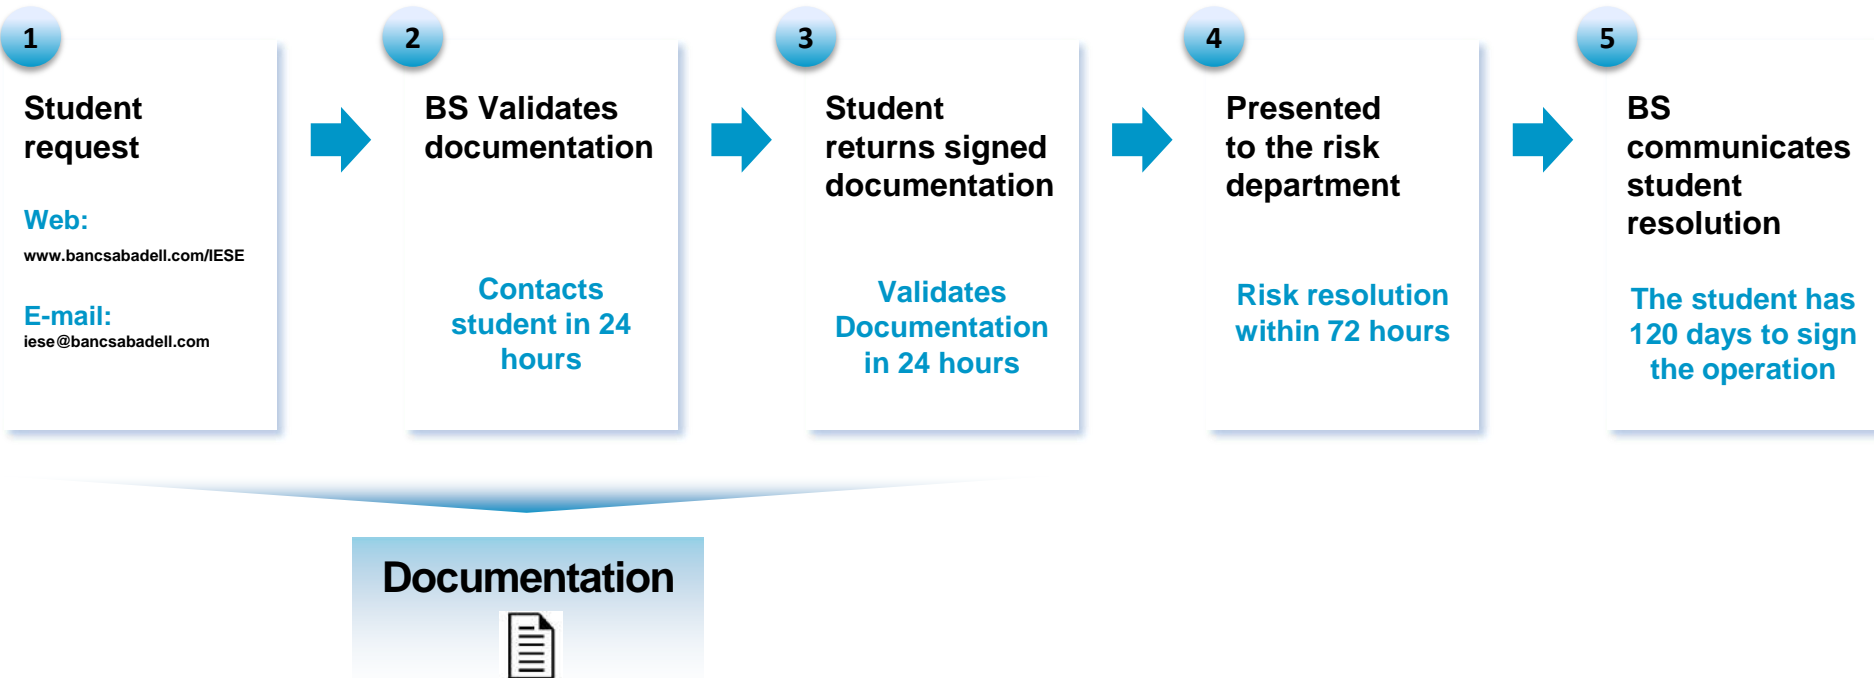 1
Student
request
Web:
www.bancsabadell.com/IESE
E-mail:
iese@bancsabadell.com
2
BS Validates
documentation
Contacts
student in 24
hours
3
Student
returns signed
documentation
Validates
Documentation
in 24 hours
4
Presented
to the risk
department
Risk resolution
within 72 hours
5
BS
communicates
student
resolution
The student has
120 days to sign
the operation
Documentation